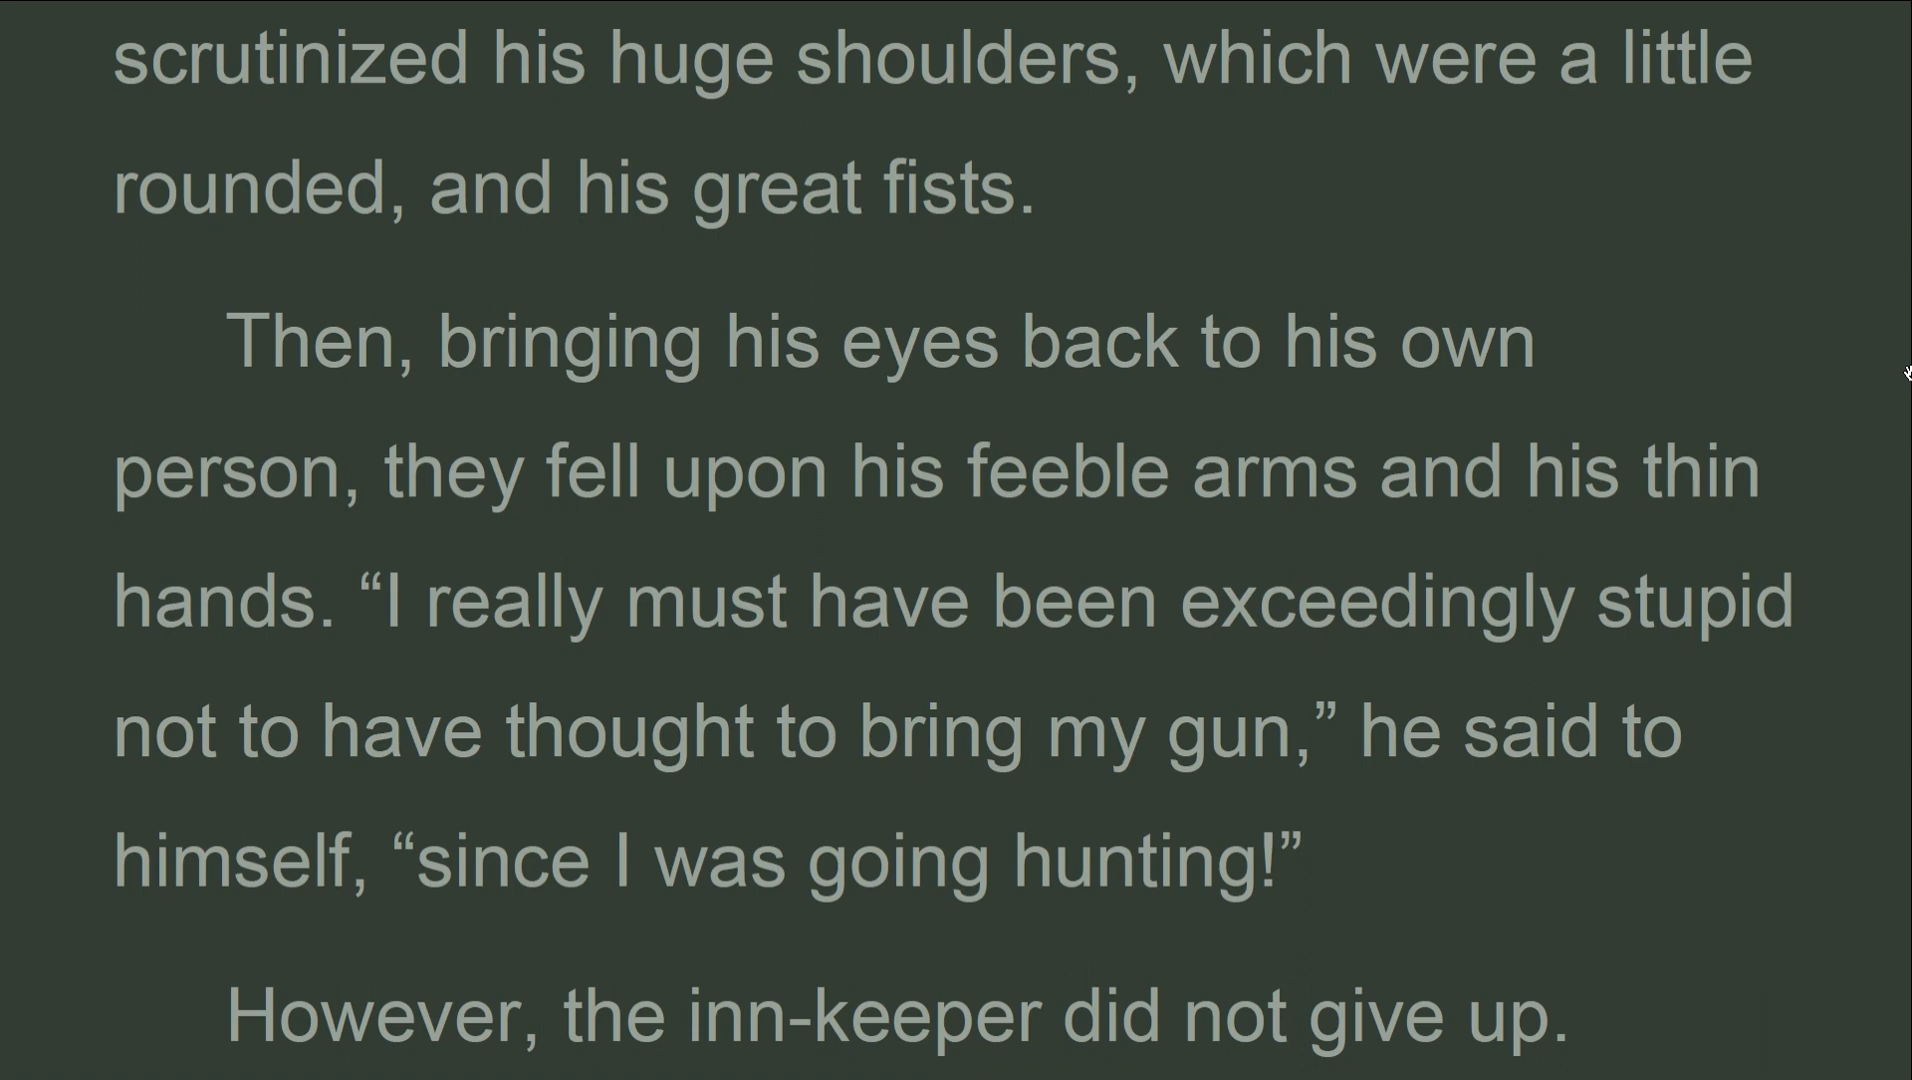 scrutinized his huge shoulders, which were a little
rounded, and his great fists.
Then, bringing his eyes back to his own
person, they fell upon his feeble arms and his thin
hands. “I really must have been exceedingly stupid
not to have thought to bring my gun,” he said to
himself, “since I was going hunting!”
However, the inn-keeper did not give up.